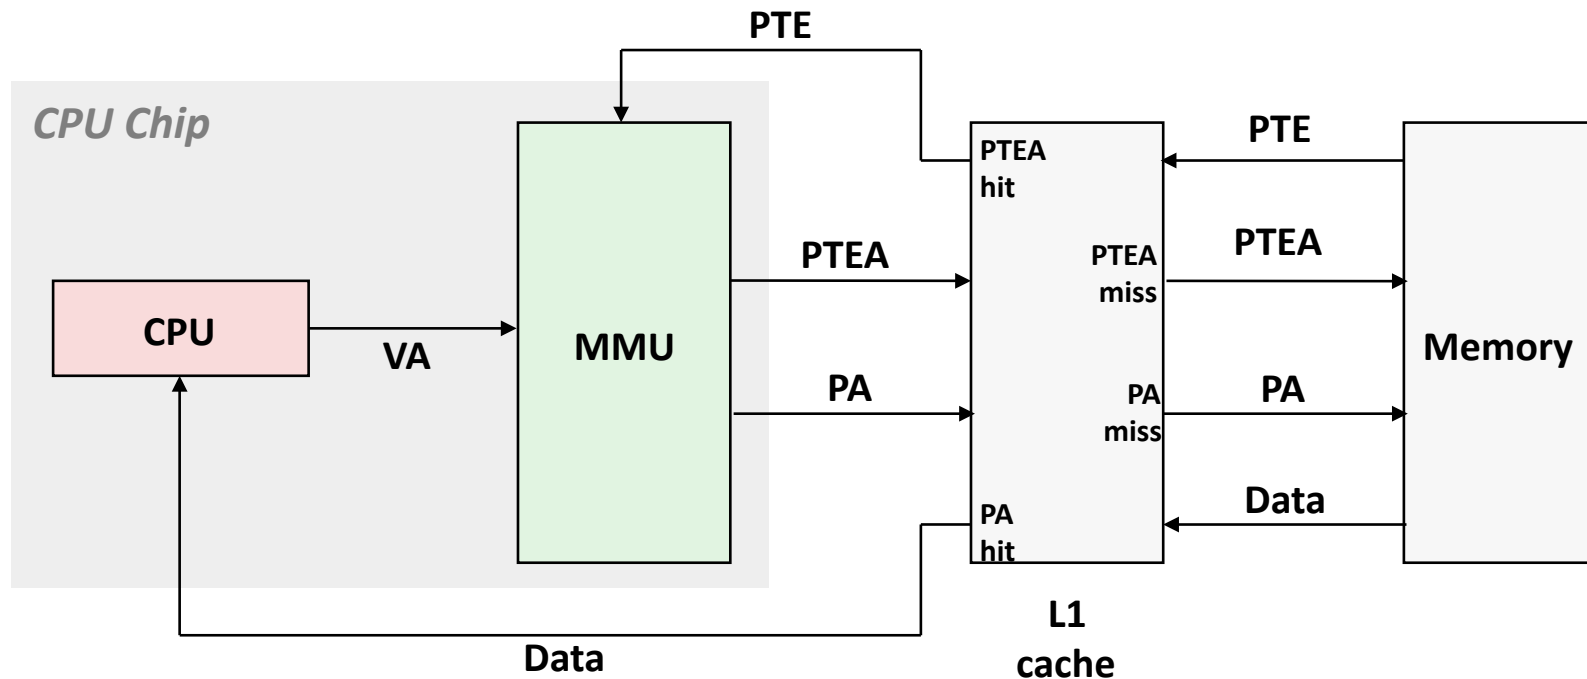 PTE
CPU Chip
PTEA
hit
PTE
PTEA
PTEA
miss
PTEA
CPU
VA
MMU
Memory
PA
PA
miss
PA
PA
hit
Data
L1
cache
Data